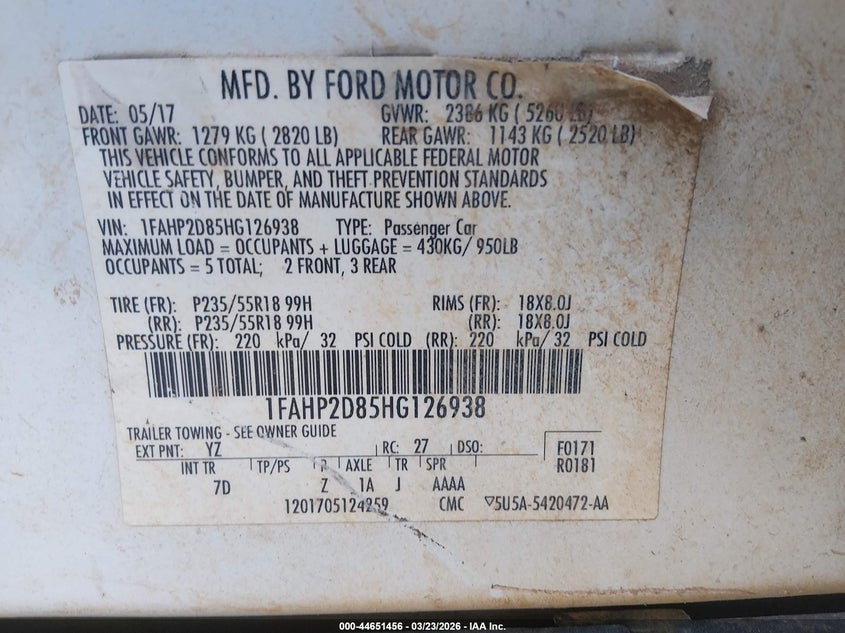 MFD. BY FORD MOTOR CO.
DATE: 05/17 GVWR: 2386 KG ( 5260 LB)
FRONT GAWR: 1279 KG ( 2820 LB) REAR GAWR: 1143 KG ( 2520 LB)
THIS VEHICLE CONFORMS TO ALL APPLICABLE FEDERAL MOTOR
VEHICLE SAFETY, BUMPER, AND THEFT PREVENTION STANDARDS
IN EFFECT ON THE DATE OF MANUFACTURE SHOWN ABOVE.
VIN: 1FAHP2D85HG126938 TYPE: Passenger Car
MAXIMUM LOAD = OCCUPANTS + LUGGAGE = 430KG/ 950LB
OCCUPANTS = 5 TOTAL; 2 FRONT, 3 REAR
TIRE (FR): P235/55R18 99H RIMS (FR): 18X8.0J
(RR): P235/55R18 99H (RR): 18X8.0J
PRESSURE (FR): 220 kPa/ 32 PSI COLD (RR): 220 kPa/ 32 PSI COLD
1FAHP2D85HG126938
TRAILER TOWING - SEE OWNER GUIDE
EXT PNT: YZ RC: 27 DSO: F0171
INT TR TP/PS R AXLE TR SPR R0181
7D Z 1A J AAAA
1201705124259 CMC ▽5U5A-5420472-AA
000-44651456 - 03/23/2026 - IAA Inc.